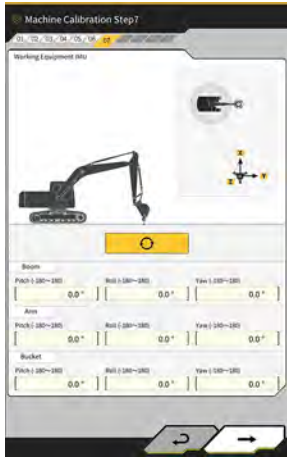 Machine Calibration Step7
01 / 02 / 03 / 04 / 05 / 06 / 07
Working Equipment IMU
X
Z Y
Boom
Pitch (-180~180) Roll (-180~180) Yaw (-180~180)
[ 0.0 ° ] [ 0.0 ° ] [ 0.0 ° ]
Arm
Pitch (-180~180) Roll (-180~180) Yaw (-180~180)
[ 0.0 ° ] [ 0.0 ° ] [ 0.0 ° ]
Bucket
Pitch (-180~180) Roll (-180~180) Yaw (-180~180)
[ 0.0 ° ] [ 0.0 ° ] [ 0.0 ° ]